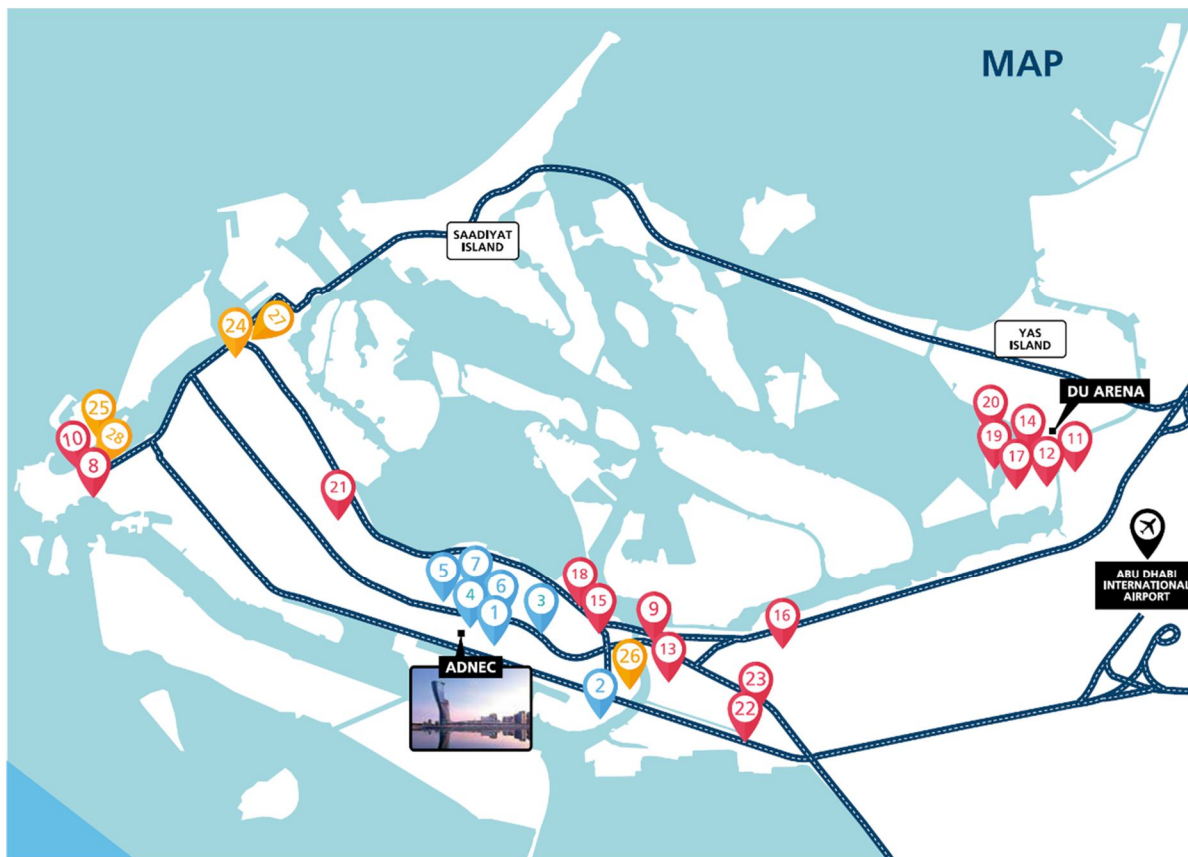 MAP
SAADIYAT
ISLAND
24
27
YAS
ISLAND
DU ARENA
20
14
19
11
12
17
25
28
10
8
21
ABU DHABI
INTERNATIONAL
AIRPORT
5
7
4
6
1
3
18
15
9
16
13
ADNEC
26
2
23
22